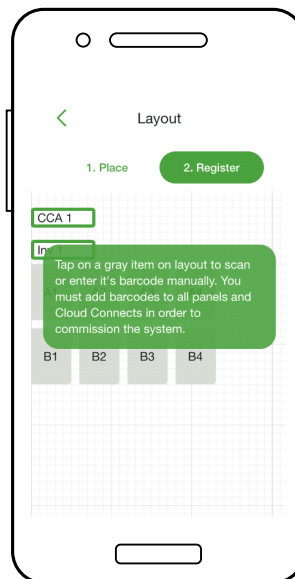 Layout
1. Place
2. Register
CCA 1
Inv 1
Tap on a gray item on layout to scan
or enter it's barcode manually. You
must add barcodes to all panels and
Cloud Connects in order to
commission the system.
B1 B2 B3 B4